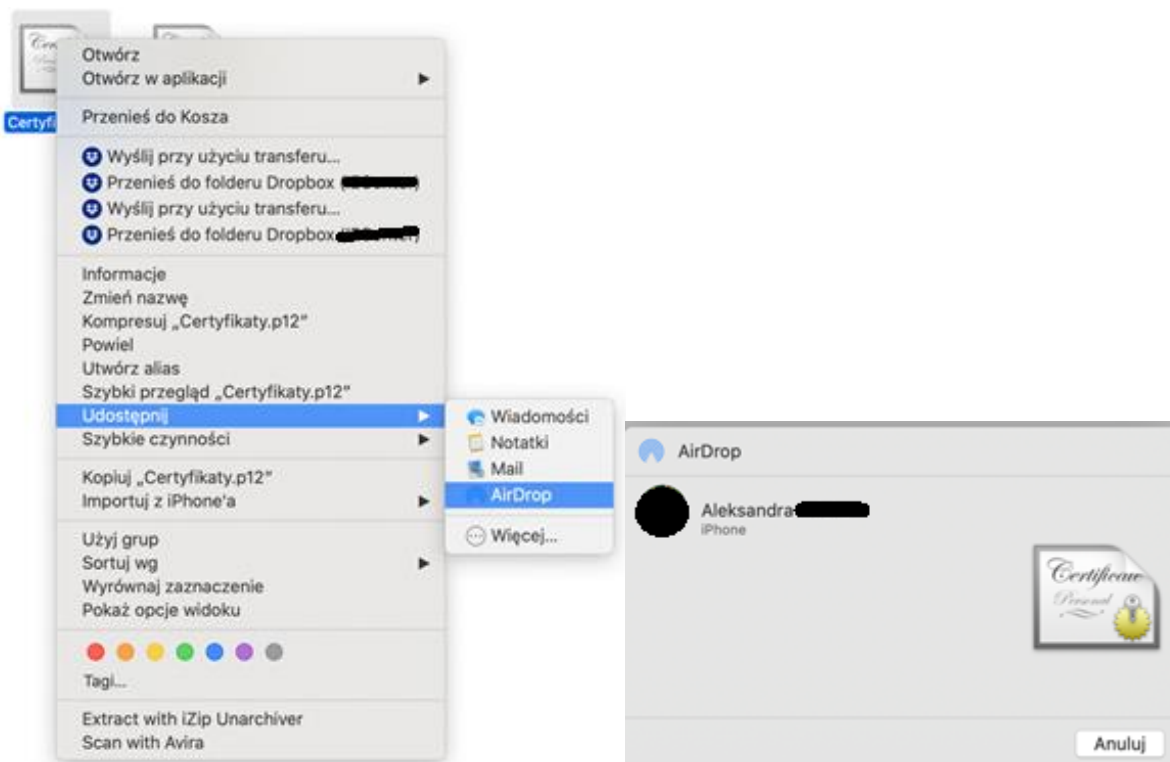 Certyfi
Otwórz
Otwórz w aplikacji
Przenieś do Kosza
Wyślij przy użyciu transferu...
Przenieś do folderu Dropbox
Wyślij przy użyciu transferu...
Przenieś do folderu Dropbox
Informacje
Zmień nazwę
Kompresuj „Certyfikaty.p12”
Powiel
Utwórz alias
Szybki przegląd „Certyfikaty.p12”
Udostępnij
Szybkie czynności
Kopiuj „Certyfikaty.p12”
Importuj z iPhone'a
Użyj grup
Sortuj wg
Wyrównaj zaznaczenie
Pokaż opcje widoku
Tagi...
Extract with iZip Unarchiver
Scan with Avira
Wiadomości
Notatki
Mail
AirDrop
Więcej...
AirDrop
Aleksandra
iPhone
Certificate
Personal
Anuluj